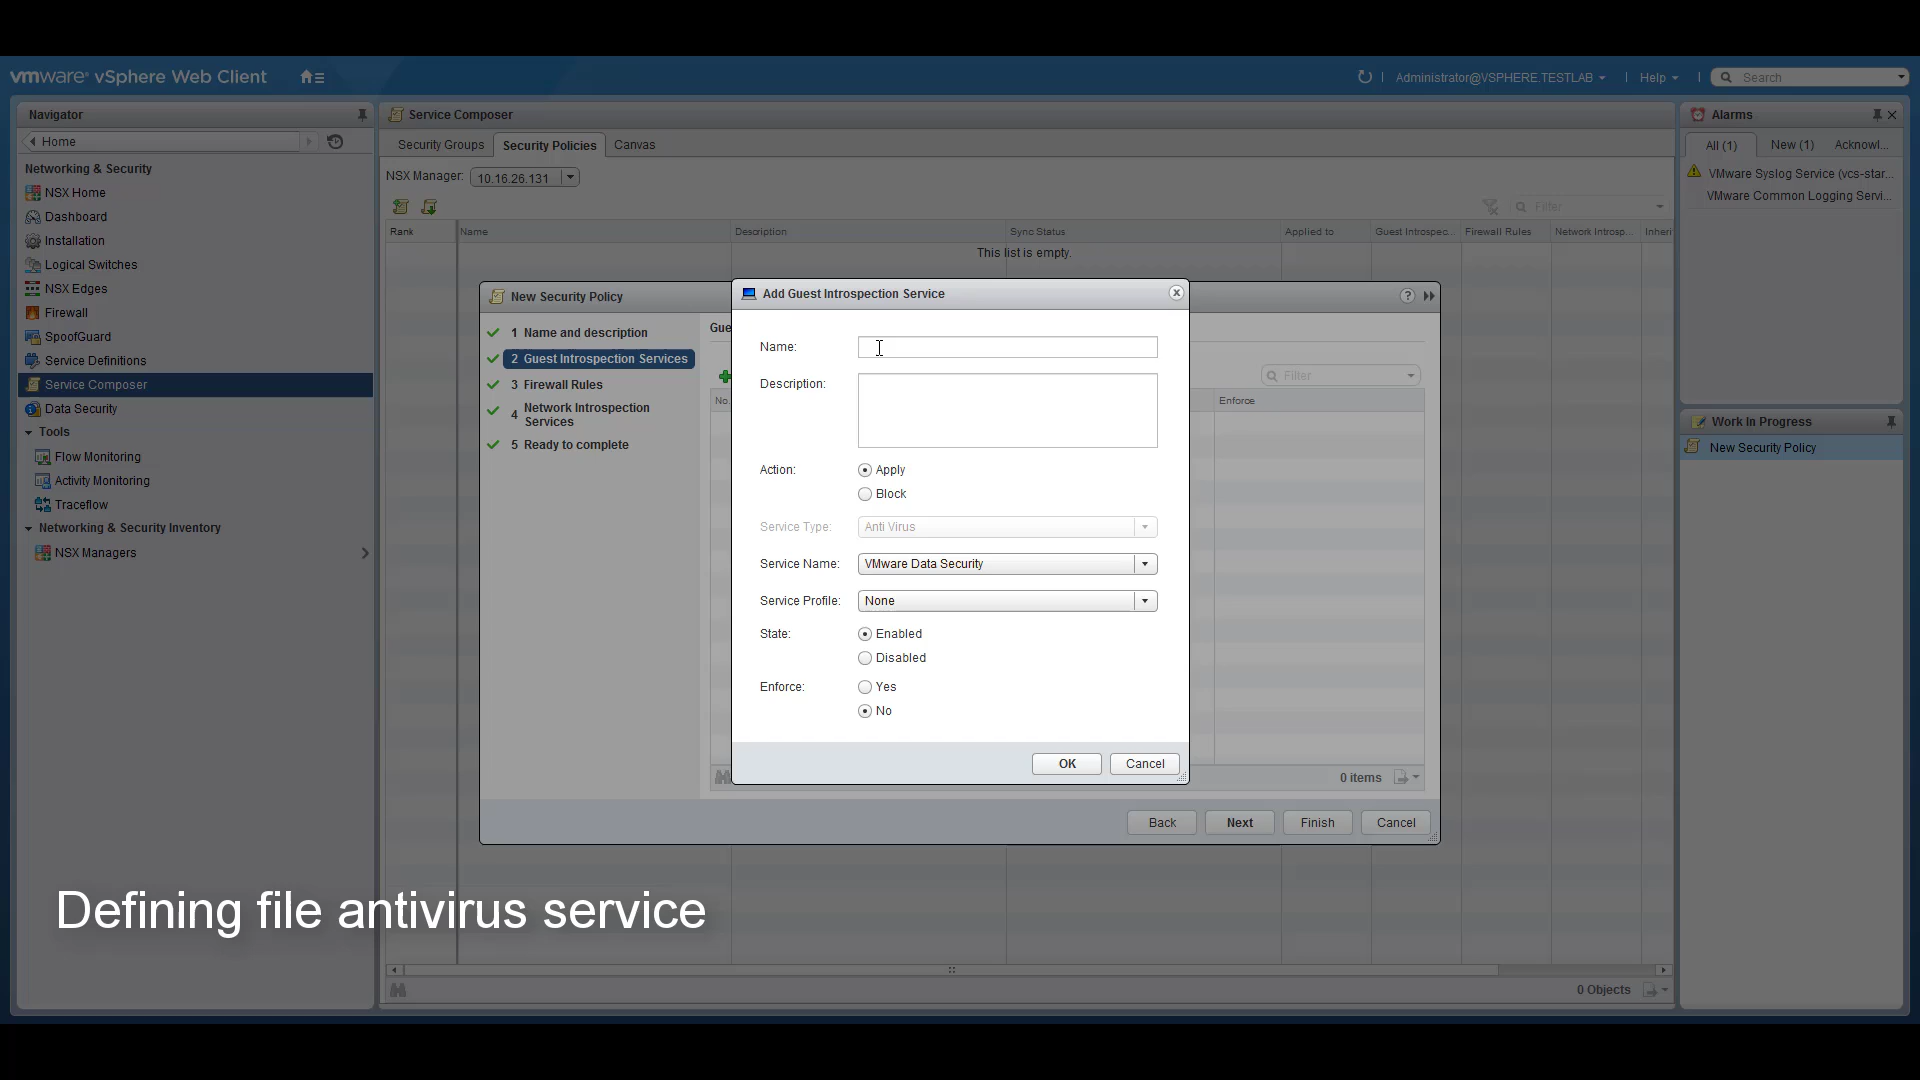 vmware® vSphere Web Client
Administrator@VSPHERE.TESTLAB
Help
Search
Navigator
Home
Networking & Security
NSX Home
Dashboard
Installation
Logical Switches
NSX Edges
Firewall
SpoofGuard
Service Definitions
Service Composer
Data Security
Tools
Flow Monitoring
Activity Monitoring
Traceflow
Networking & Security Inventory
NSX Managers
Service Composer
Security Groups
Security Policies
Canvas
NSX Manager:
10.16.26.131
Filter
Rank
Name
Description
Sync Status
Applied to
Guest Introspec...
Firewall Rules
Network Introsp...
Inheri
This list is empty.
New Security Policy
1 Name and description
2 Guest Introspection Services
3 Firewall Rules
4 Network Introspection
Services
5 Ready to complete
Gue
Filter
No.
Enforce
0 items
Back
Next
Finish
Cancel
Add Guest Introspection Service
Name:
Description:
Action:
Apply
Block
Service Type:
Anti Virus
Service Name:
VMware Data Security
Service Profile:
None
State:
Enabled
Disabled
Enforce:
Yes
No
OK
Cancel
0 Objects
Alarms
All (1)
New (1)
Acknowl...
VMware Syslog Service (vcs-star...
VMware Common Logging Servi...
Work In Progress
New Security Policy
Defining file antivirus service